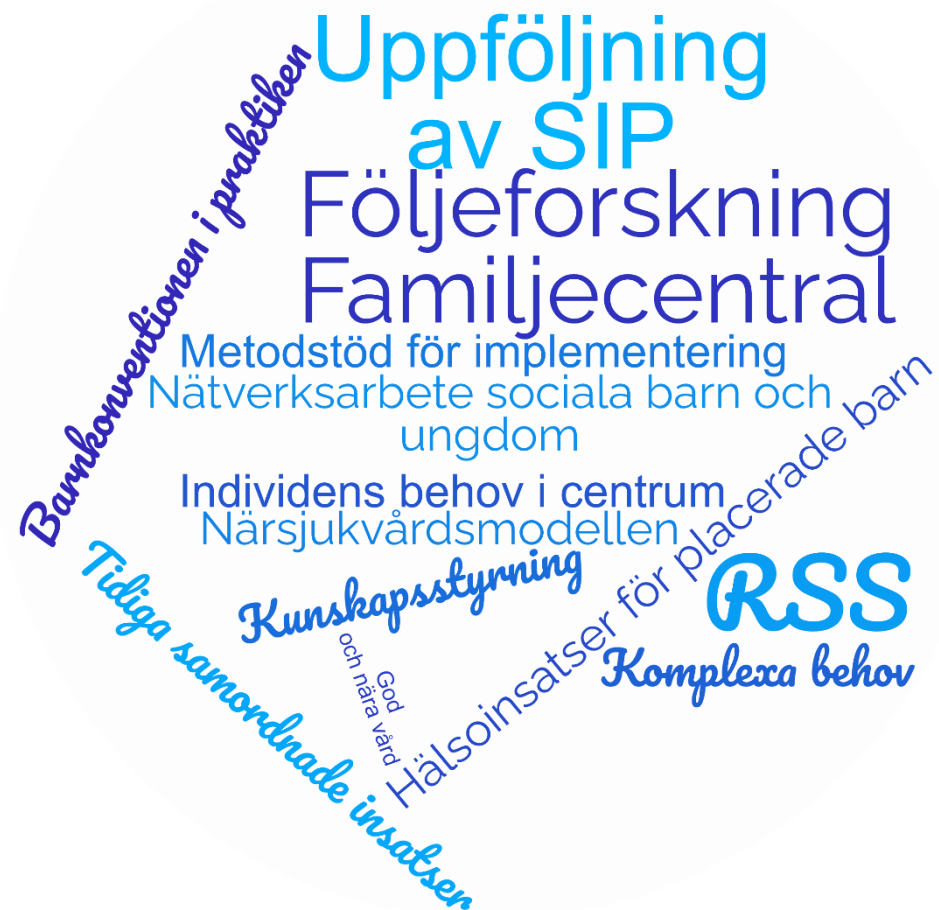 Uppföljning
av SIP
Barnkonventionen i praktiken
Följeforskning
Familjecentral
Metodstöd för implementering
Nätverksarbete sociala barn och
ungdom
Individens behov i centrum
Närsjukvårdsmodellen
Hälsoinsatser för placerade barn
Kunskapsstyrning
RSS
Komplexa behov
God
och nära vård
Tidiga samordnade insatser